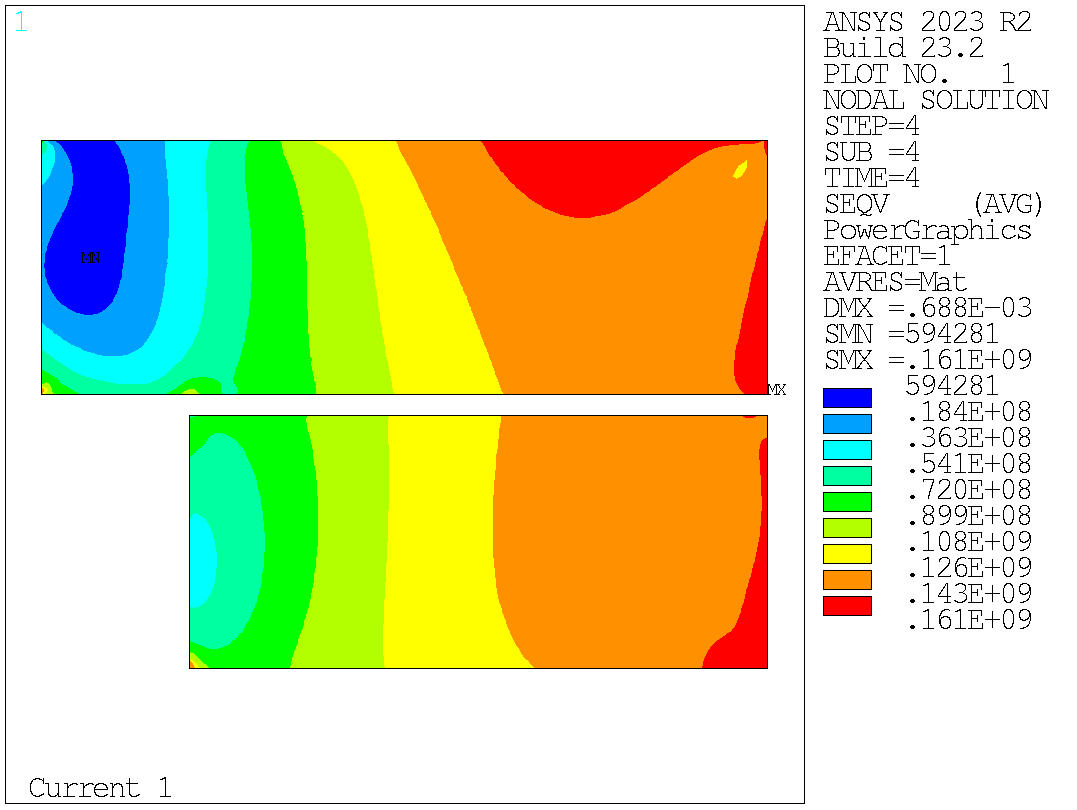 1
ANSYS 2023 R2
Build 23.2
PLOT NO. 1
NODAL SOLUTION
STEP=4
SUB =4
TIME=4
SEQV (AVG)
PowerGraphics
EFACET=1
AVRES=Mat
DMX =.688E-03
SMN =594281
SMX =.161E+09
594281
.184E+08
.363E+08
.541E+08
.720E+08
.899E+08
.108E+09
.126E+09
.143E+09
.161E+09
MN
MX
Current 1